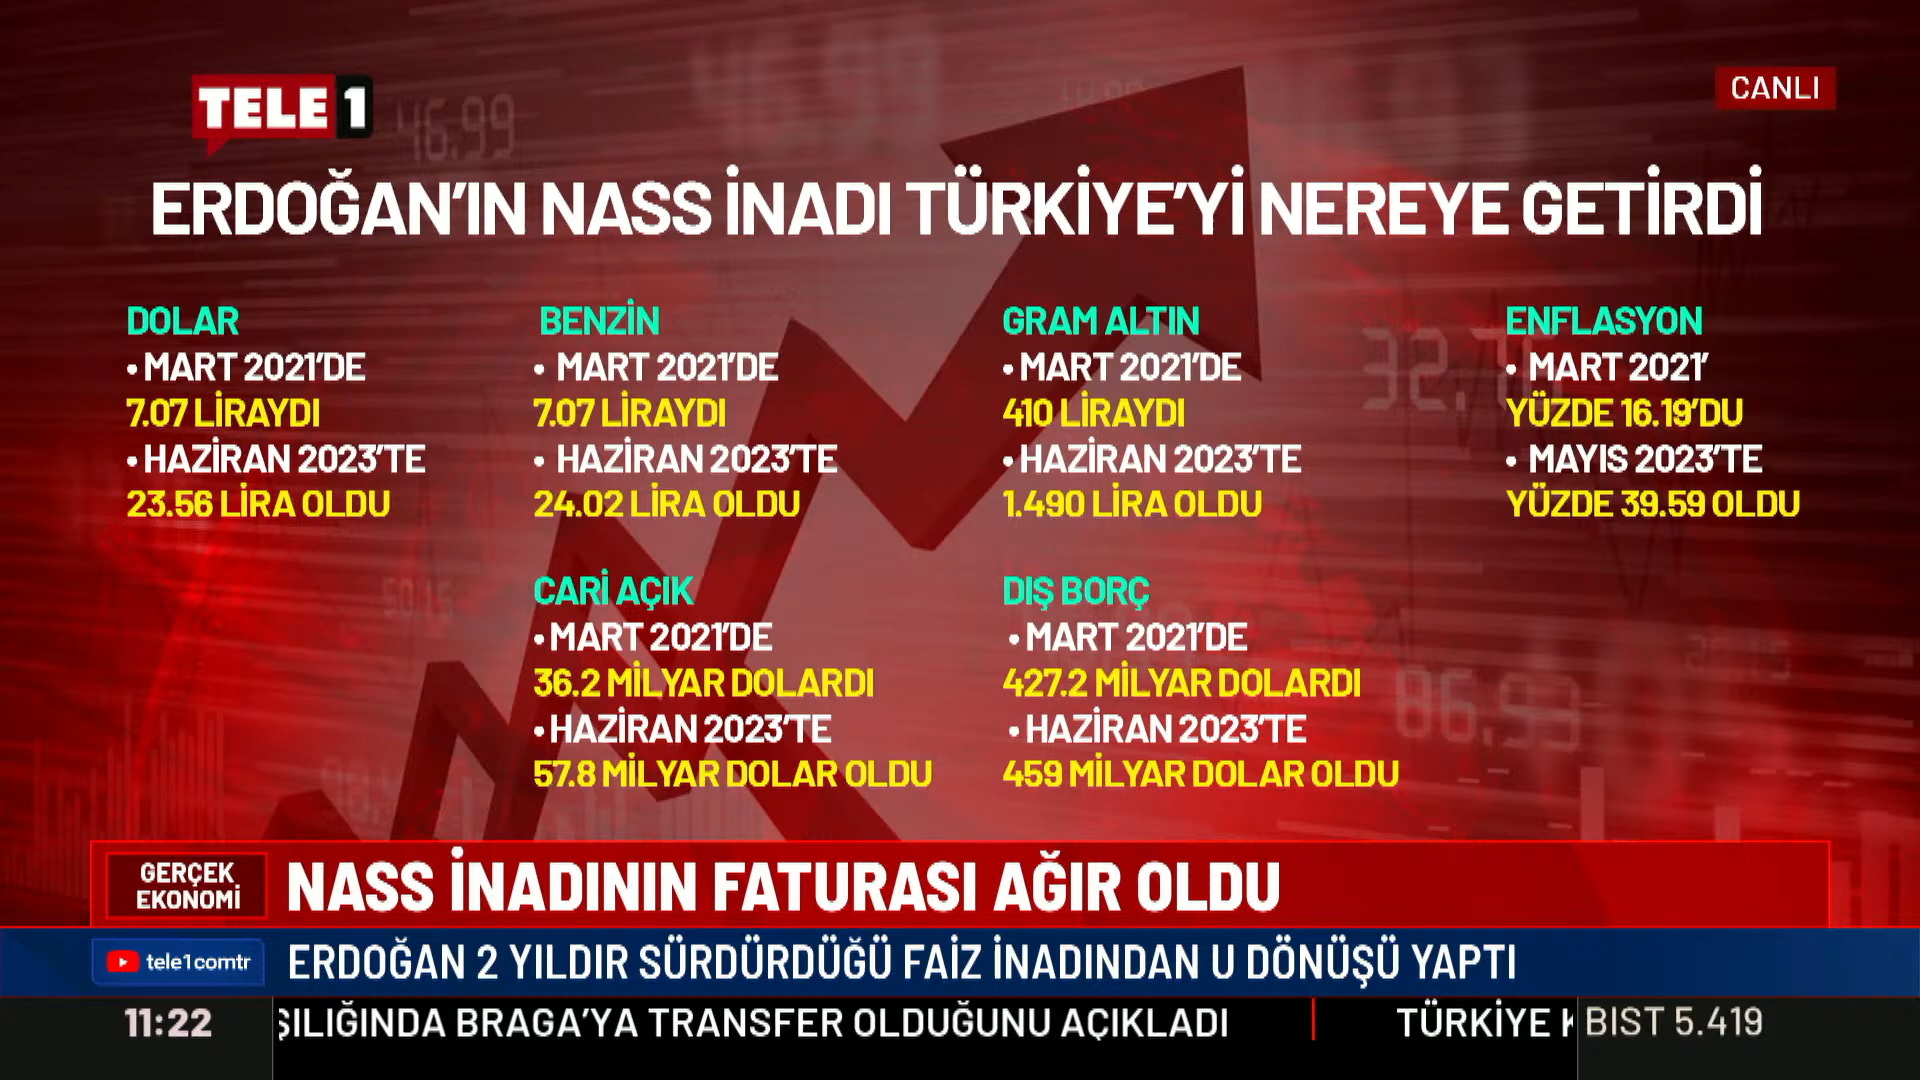 TELE 1
CANLI
ERDOĞAN'IN NASS İNADI TÜRKİYE'Yİ NEREYE GETİRDİ
DOLAR
• MART 2021'DE
7.07 LİRAYDI
• HAZİRAN 2023'TE
23.56 LİRA OLDU
BENZİN
• MART 2021'DE
7.07 LİRAYDI
• HAZİRAN 2023'TE
24.02 LİRA OLDU
GRAM ALTIN
• MART 2021'DE
410 LİRAYDI
• HAZİRAN 2023'TE
1.490 LİRA OLDU
ENFLASYON
• MART 2021'
YÜZDE 16.19'DU
• MAYIS 2023'TE
YÜZDE 39.59 OLDU
CARİ AÇIK
• MART 2021'DE
36.2 MİLYAR DOLARDI
• HAZİRAN 2023'TE
57.8 MİLYAR DOLAR OLDU
DIŞ BORÇ
• MART 2021'DE
427.2 MİLYAR DOLARDI
• HAZİRAN 2023'TE
459 MİLYAR DOLAR OLDU
46.99
86.93
GERÇEK
EKONOMİ
NASS İNADININ FATURASI AĞIR OLDU
tele1comtr
ERDOĞAN 2 YILDIR SÜRDÜRDÜĞÜ FAİZ İNADINDAN U DÖNÜŞÜ YAPTI
11:22
ŞILIĞINDA BRAGA'YA TRANSFER OLDUĞUNU AÇIKLADI
TÜRKİYE
BIST 5.419